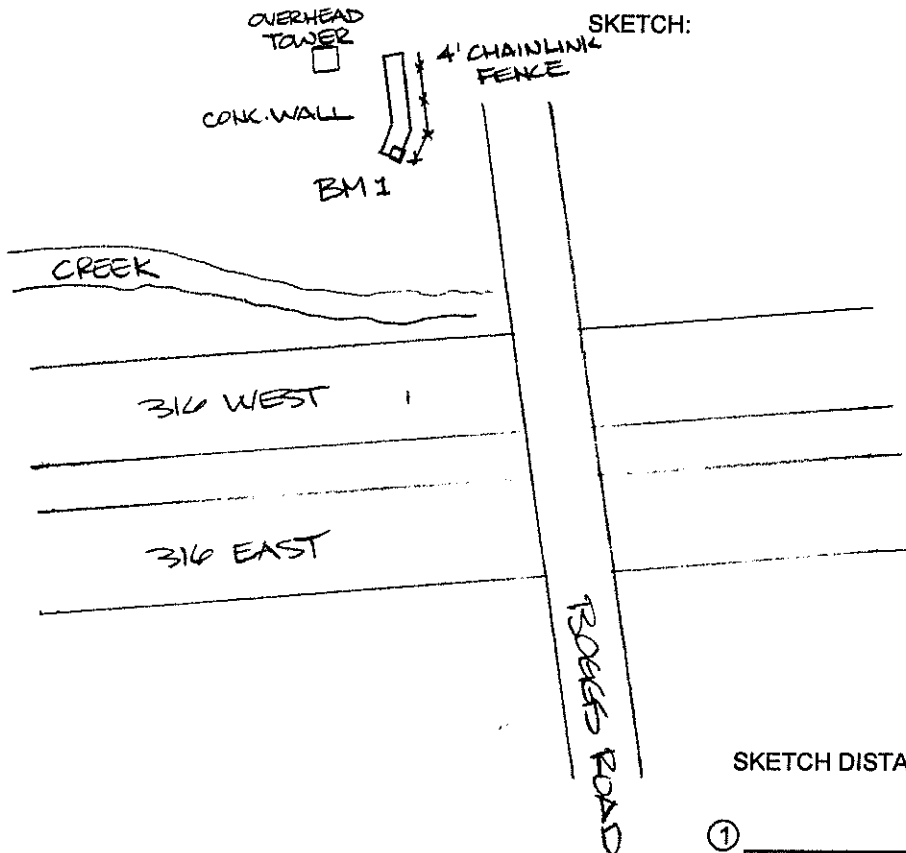 OVERHEAD
TOWER
SKETCH:
4' CHAINLINK
FENCE
CONC. WALL
BM 1
CREEK
316 WEST
316 EAST
BOGGS ROAD
SKETCH DISTA
1